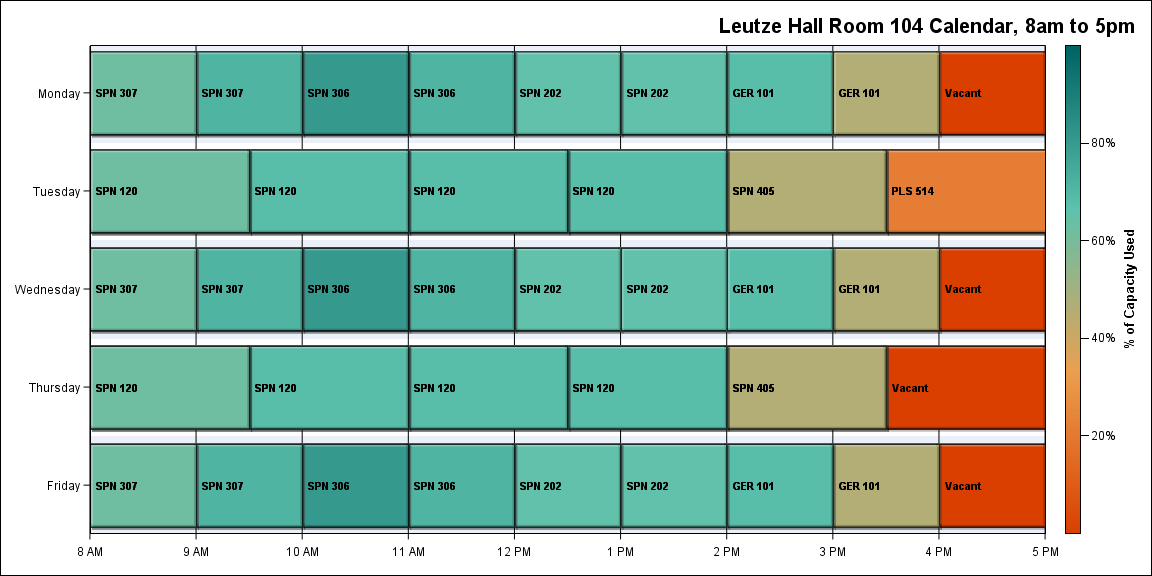 Leutze Hall Room 104 Calendar, 8am to 5pm
Monday SPN 307 SPN 307 SPN 306 SPN 306 SPN 202 SPN 202 GER 101 GER 101 Vacant
80%
Tuesday SPN 120 SPN 120 SPN 120 SPN 120 SPN 405 PLS 514
60%
% of Capacity Used
Wednesday SPN 307 SPN 307 SPN 306 SPN 306 SPN 202 SPN 202 GER 101 GER 101 Vacant
40%
Thursday SPN 120 SPN 120 SPN 120 SPN 120 SPN 405 Vacant
20%
Friday SPN 307 SPN 307 SPN 306 SPN 306 SPN 202 SPN 202 GER 101 GER 101 Vacant
8 AM 9 AM 10 AM 11 AM 12 PM 1 PM 2 PM 3 PM 4 PM 5 PM